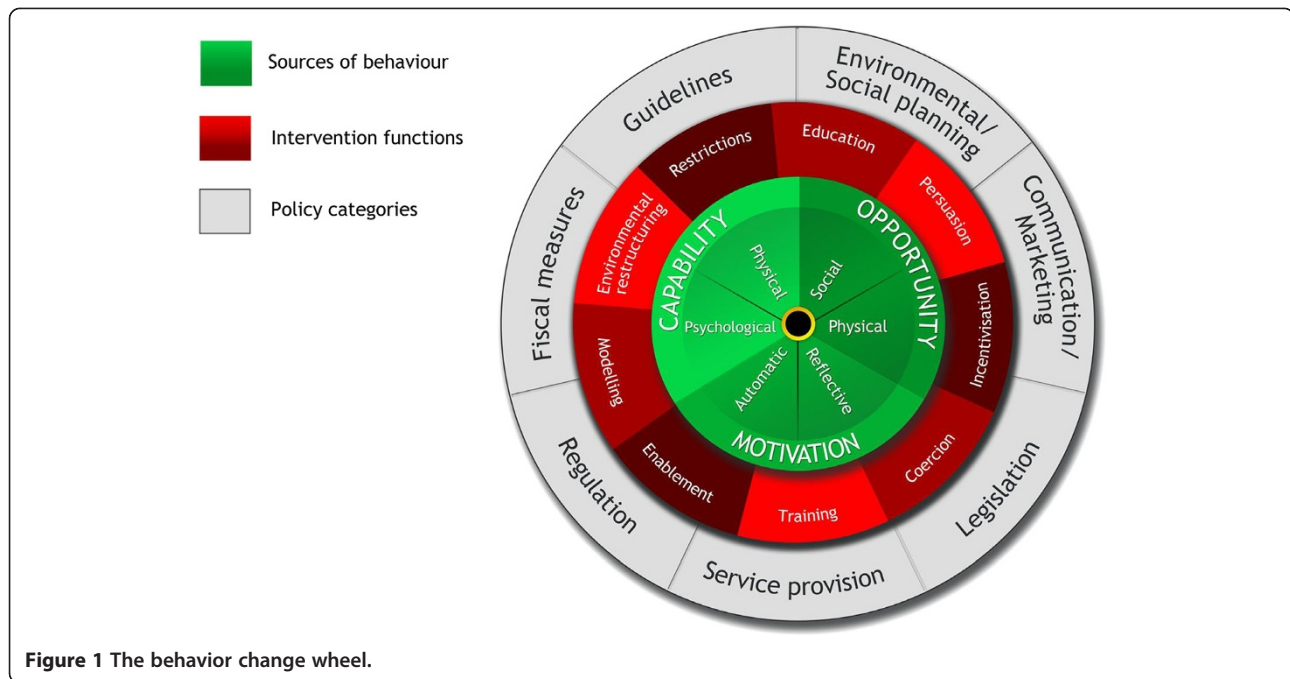 Sources of behaviour
Intervention functions
Policy categories
Guidelines
Environmental/
Social planning
Communication/
Marketing
Legislation
Service provision
Regulation
Fiscal measures
Restrictions
Education
Persuasion
Incentivisation
Coercion
Training
Enablement
Modelling
Environmental
restructuring
CAPABILITY
OPPORTUNITY
MOTIVATION
Physical
Social
Psychological
Physical
Automatic
Reflective
Figure 1 The behavior change wheel.